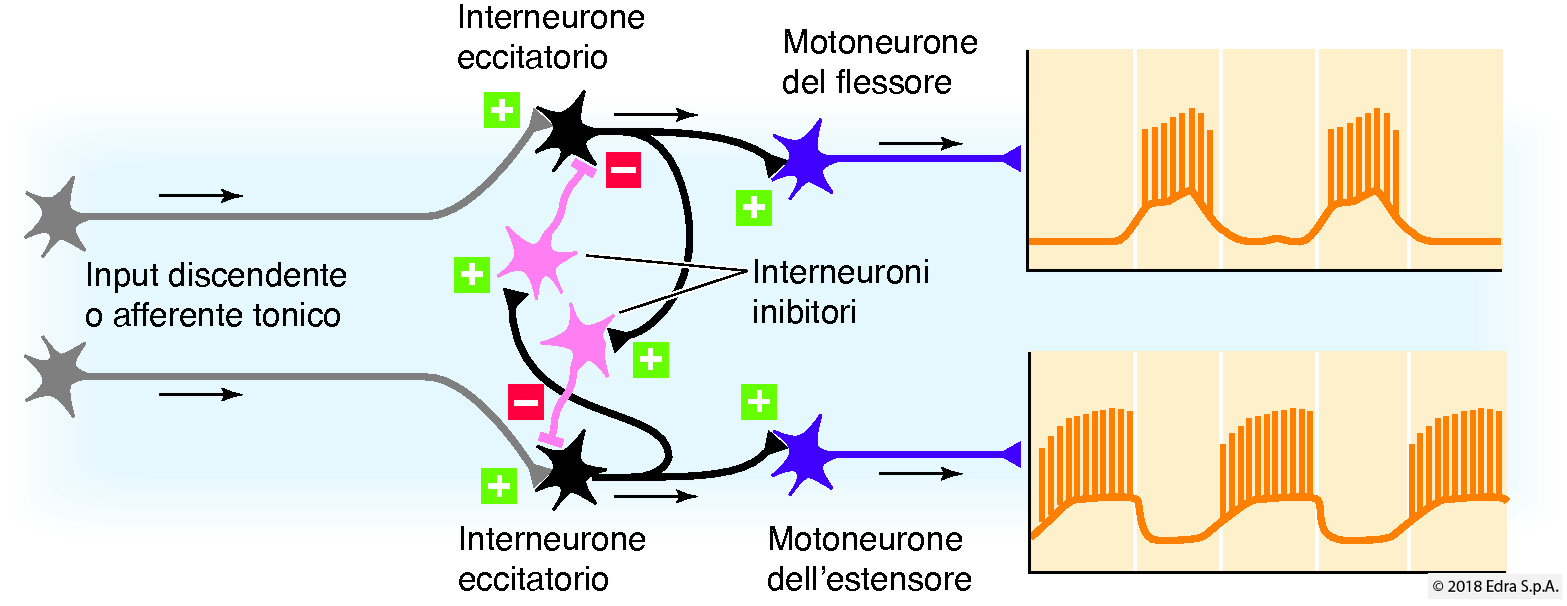 Interneurone
eccitatorio
Motoneurone
del flessore
+
−
+
Input discendente
o afferente tonico
+
Interneuroni
inibitori
+
−
+
+
Interneurone
eccitatorio
Motoneurone
dell'estensore
© 2018 Edra S.p.A.